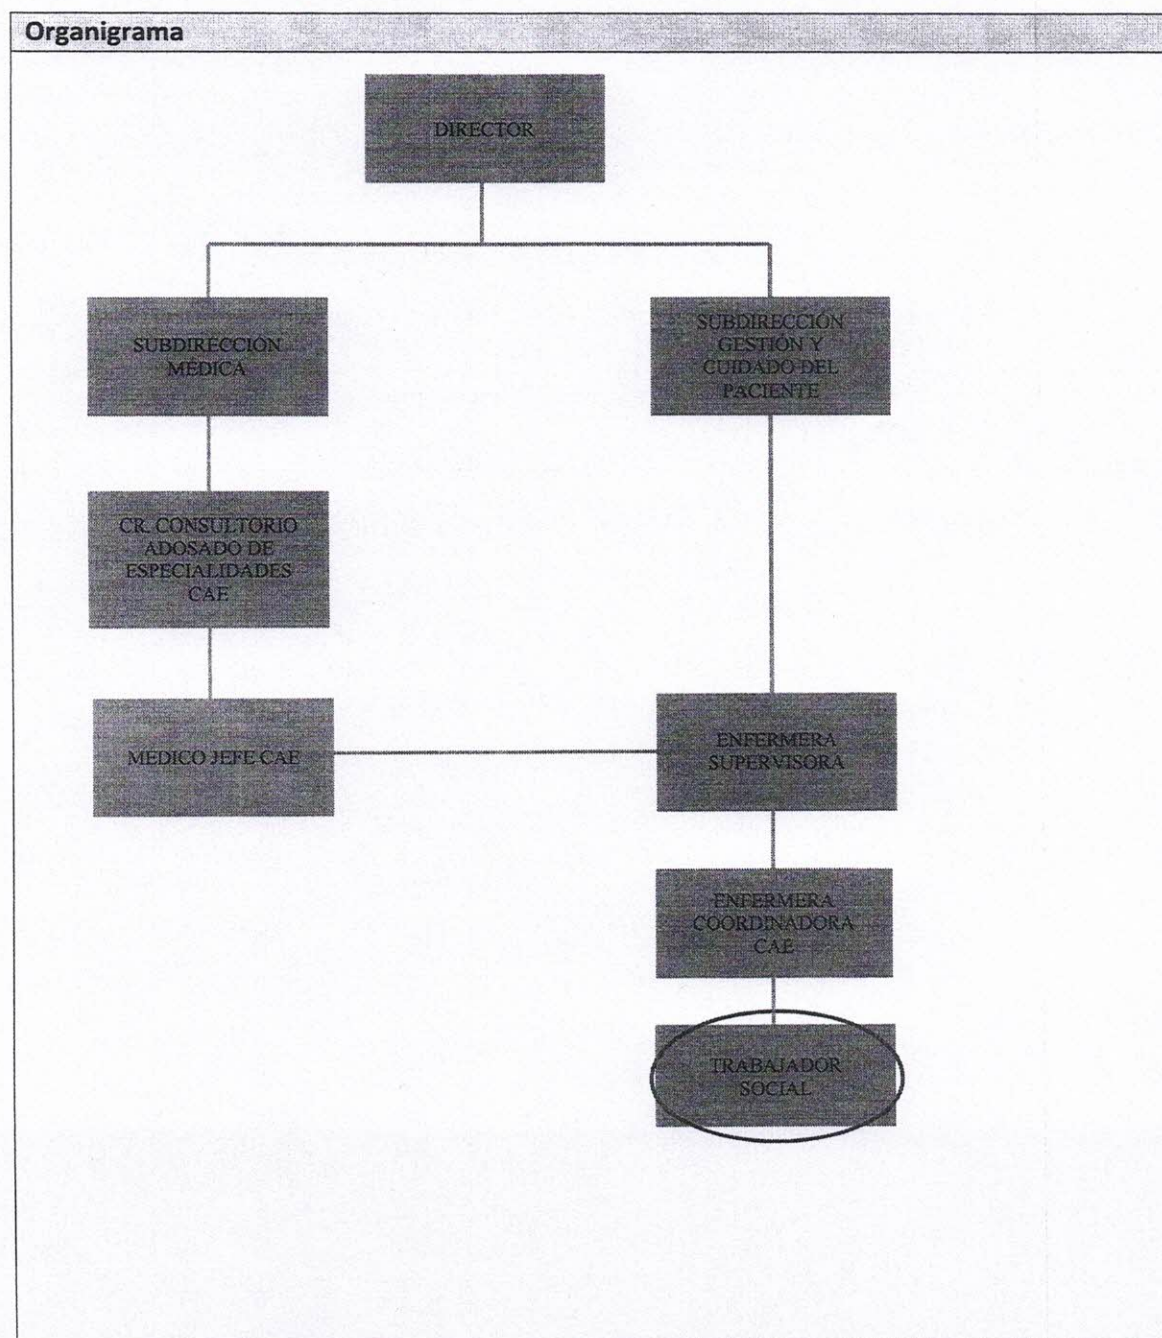 Organigrama
DIRECTOR
SUBDIRECCIÓN
MÉDICA
SUBDIRECCIÓN
GESTIÓN Y
CUIDADO DEL
PACIENTE
CR. CONSULTORIO
ADOSADO DE
ESPECIALIDADES
CAE
MEDICO JEFE CAE
ENFERMERA
SUPERVISORA
ENFERMERA
COORDINADORA
CAE
TRABAJADOR
SOCIAL